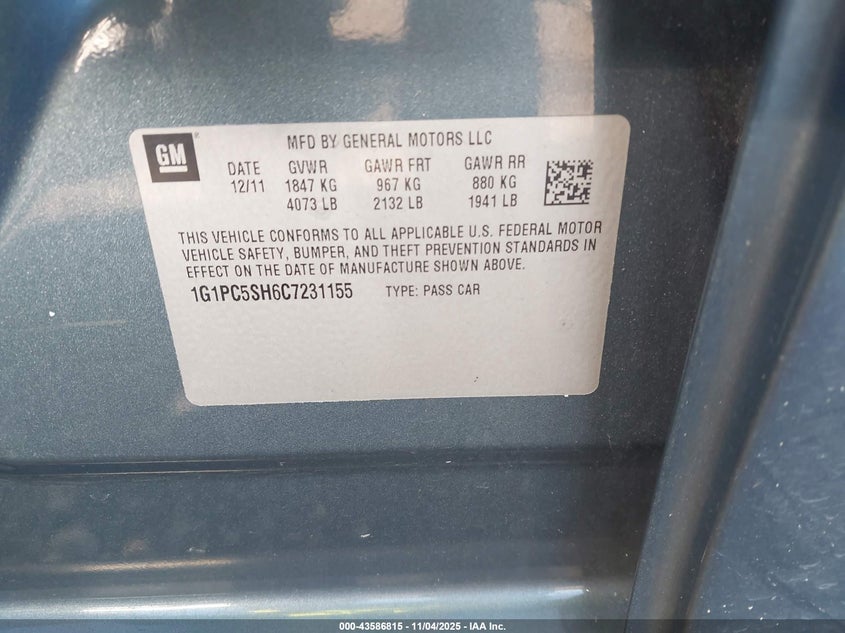 GM
MFD BY GENERAL MOTORS LLC
DATE GVWR GAWR FRT GAWR RR
12/11 1847 KG 967 KG 880 KG
4073 LB 2132 LB 1941 LB
THIS VEHICLE CONFORMS TO ALL APPLICABLE U.S. FEDERAL MOTOR
VEHICLE SAFETY, BUMPER, AND THEFT PREVENTION STANDARDS IN
EFFECT ON THE DATE OF MANUFACTURE SHOWN ABOVE.
1G1PC5SH6C7231155 TYPE: PASS CAR
000-43586815 - 11/04/2025 - IAA Inc.